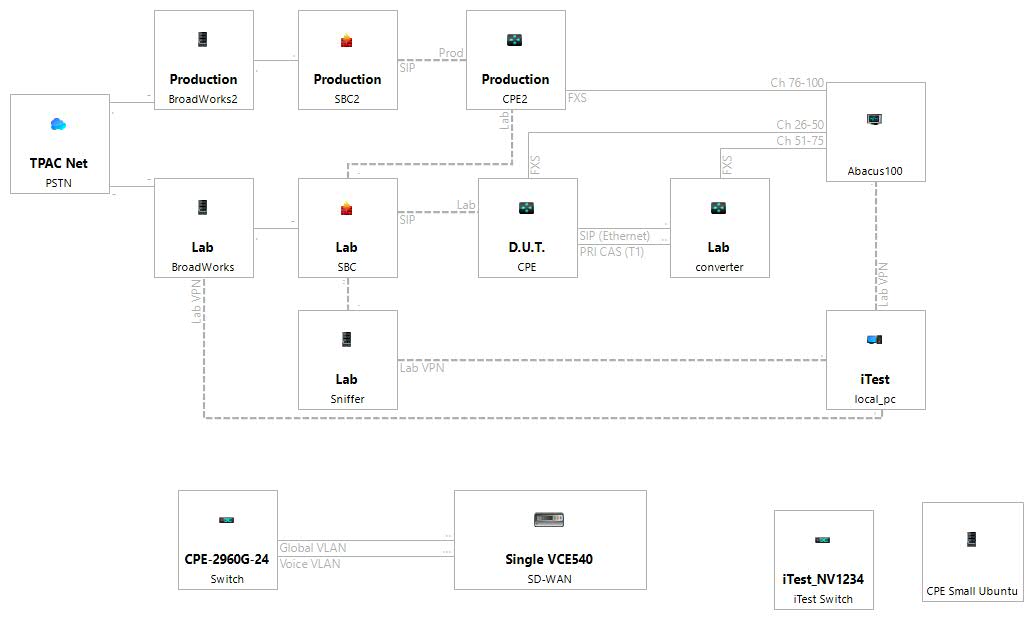 Production
BroadWorks2
Production
SBC2
Prod
SIP
Production
CPE2
FXS
Ch 76-100
Lab
TPAC Net
PSTN
Ch 26-50
Ch 51-75
Abacus100
FXS
FXS
Lab
BroadWorks
Lab
SBC
Lab
SIP
D.U.T.
CPE
SIP (Ethernet)
PRI CAS (T1)
Lab
converter
Lab VPN
Lab VPN
Lab
Sniffer
Lab VPN
iTest
local_pc
CPE-2960G-24
Switch
Global VLAN
Voice VLAN
Single VCE540
SD-WAN
iTest_NV1234
iTest Switch
CPE Small Ubuntu